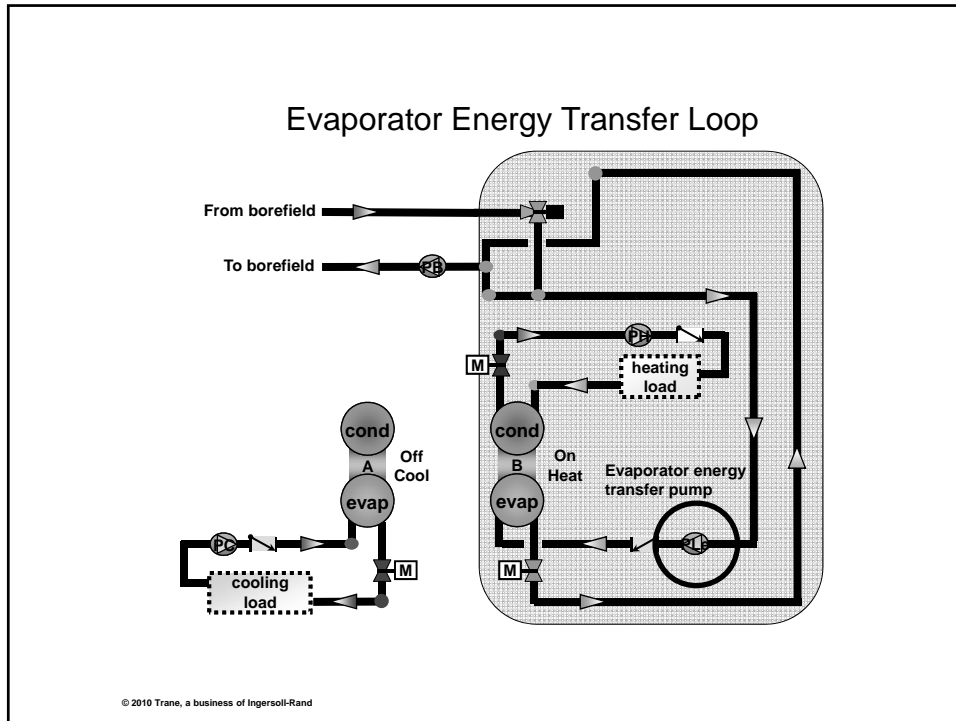 Evaporator Energy Transfer Loop
From borefield
To borefield
PB
PH
M
heating
load
cond
A
evap
Off
Cool
cond
B
evap
On
Heat
Evaporator energy
transfer pump
PC
M
cooling
load
M
PLe
© 2010 Trane, a business of Ingersoll-Rand